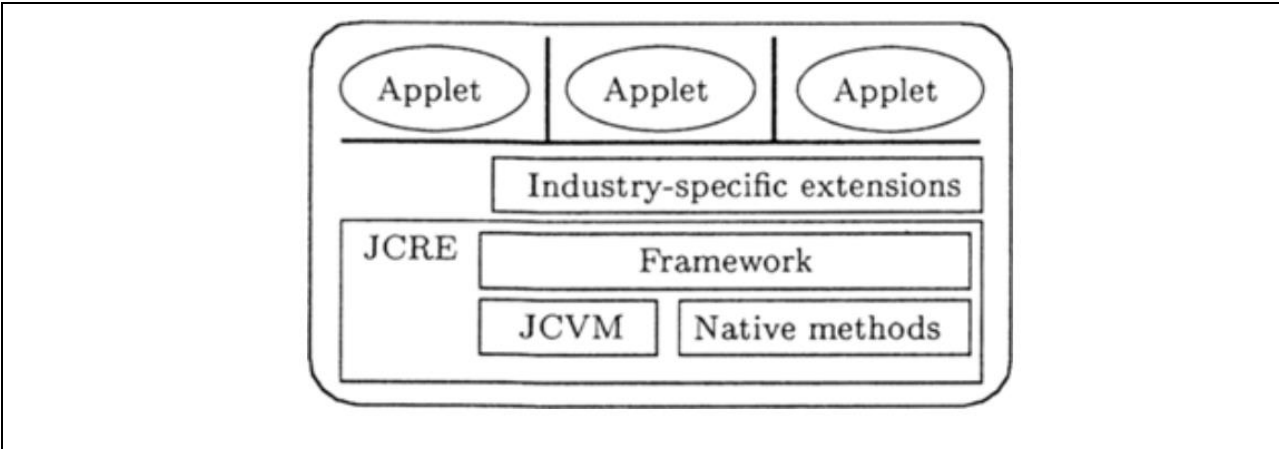 Applet Applet Applet
Industry-specific extensions
JCRE
Framework
JCVM Native methods